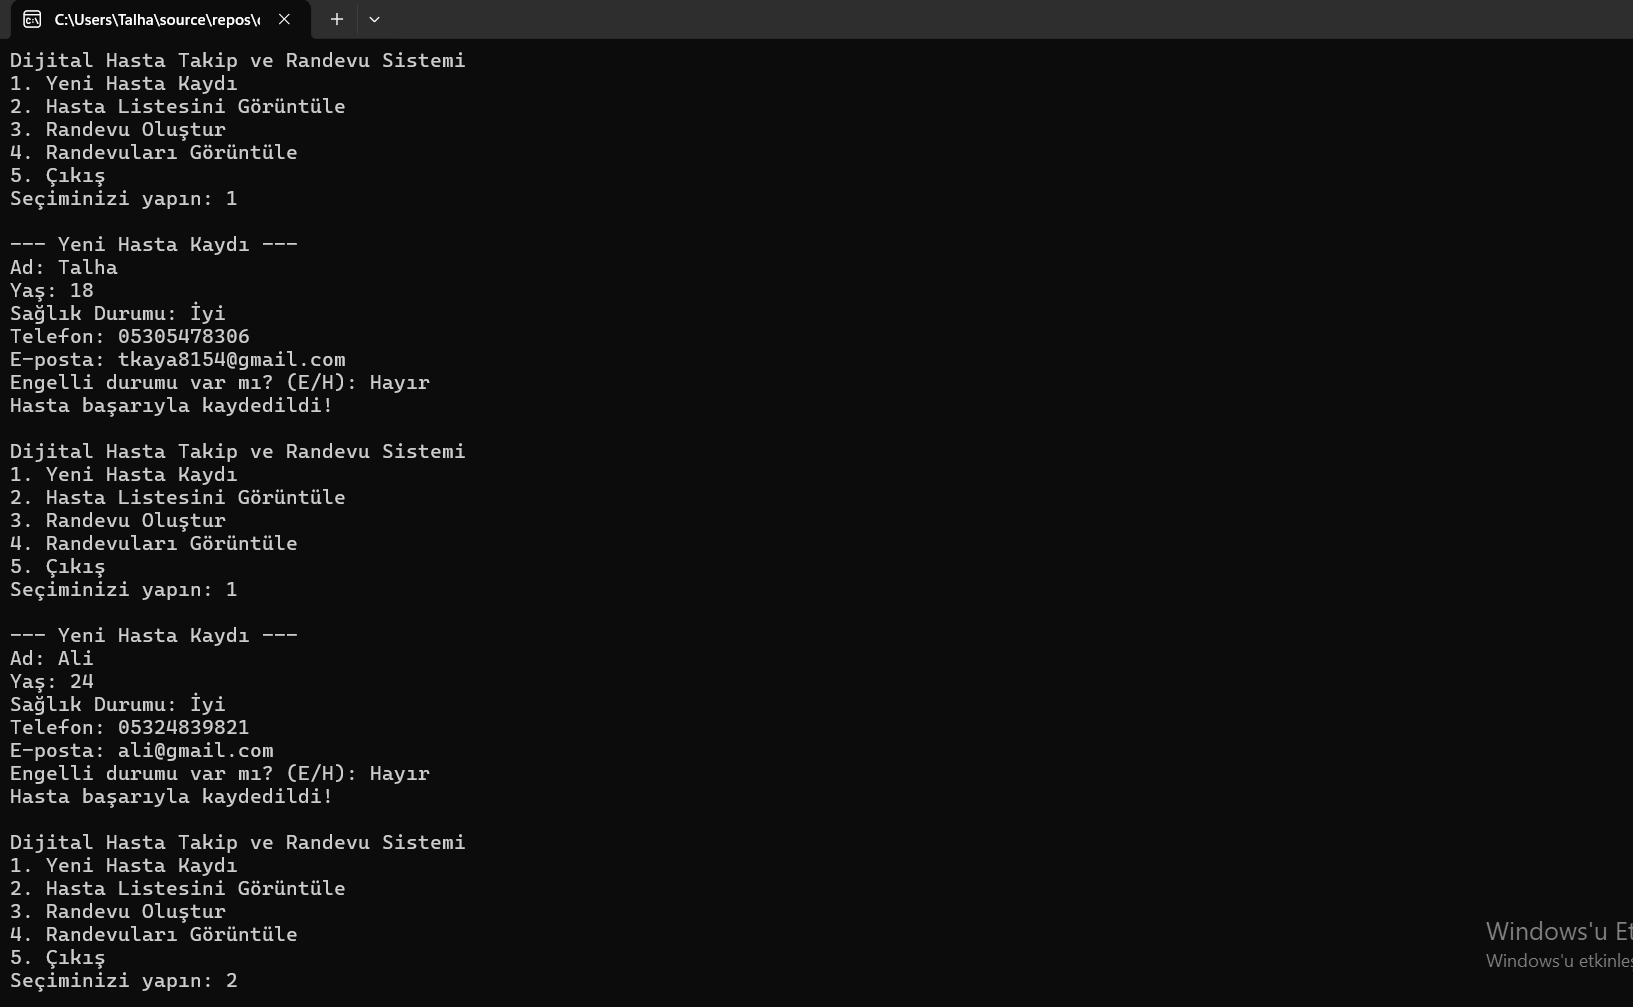 C:\Users\Talha\source\repos\
Dijital Hasta Takip ve Randevu Sistemi
1. Yeni Hasta Kaydı
2. Hasta Listesini Görüntüle
3. Randevu Oluştur
4. Randevuları Görüntüle
5. Çıkış
Seçiminizi yapın: 1
--- Yeni Hasta Kaydı ---
Ad: Talha
Yaş: 18
Sağlık Durumu: İyi
Telefon: 05305478306
E-posta: tkaya8154@gmail.com
Engelli durumu var mı? (E/H): Hayır
Hasta başarıyla kaydedildi!
Dijital Hasta Takip ve Randevu Sistemi
1. Yeni Hasta Kaydı
2. Hasta Listesini Görüntüle
3. Randevu Oluştur
4. Randevuları Görüntüle
5. Çıkış
Seçiminizi yapın: 1
--- Yeni Hasta Kaydı ---
Ad: Ali
Yaş: 24
Sağlık Durumu: İyi
Telefon: 05324839821
E-posta: ali@gmail.com
Engelli durumu var mı? (E/H): Hayır
Hasta başarıyla kaydedildi!
Dijital Hasta Takip ve Randevu Sistemi
1. Yeni Hasta Kaydı
2. Hasta Listesini Görüntüle
3. Randevu Oluştur
4. Randevuları Görüntüle
5. Çıkış
Seçiminizi yapın: 2
Windows'u Et
Windows'u etkinleş